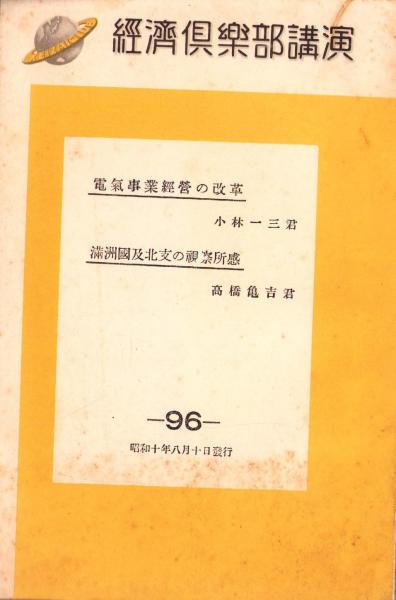 經濟倶樂部講演
電氣事業經營の改革
小林一三君
滿洲國及北支の視察所感
高橋亀吉君
—96—
昭和十年八月十日發行